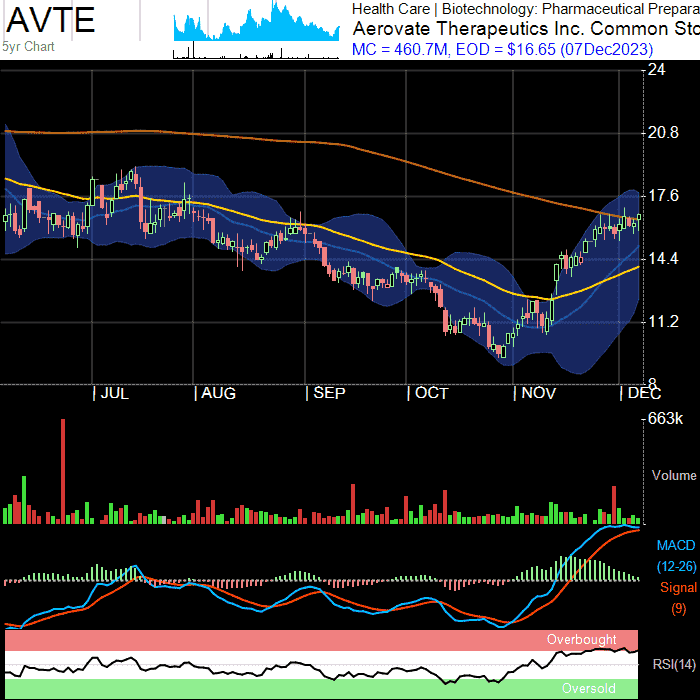 AVTE
5yr Chart
Health Care | Biotechnology: Pharmaceutical Prepara
Aerovate Therapeutics Inc. Common Sto
MC = 460.7M, EOD = $16.65 (07Dec2023)
24
20.8
17.6
14.4
11.2
8
| JUL | AUG | SEP | OCT | NOV | DEC
663k
Volume
MACD
(12-26)
Signal
(9)
Overbought
RSI(14)
Oversold